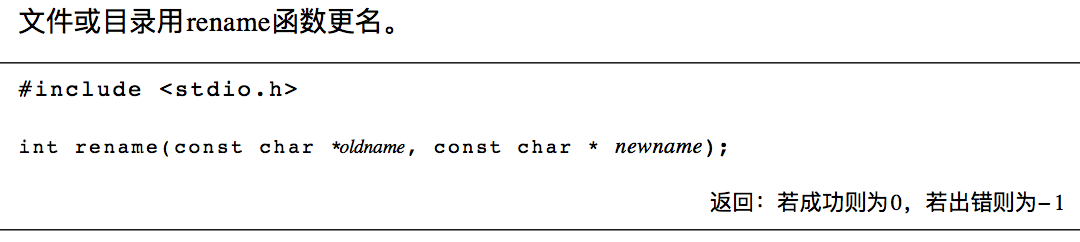 文件或目录用rename函数更名。
#include <stdio.h>
int rename(const char *oldname, const char * newname);
返回：若成功则为0，若出错则为－1